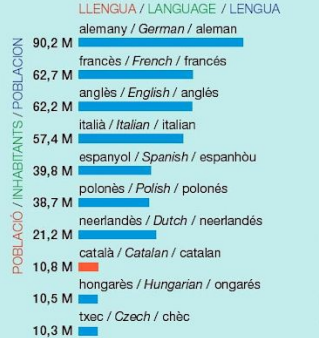 LLENGUA / LANGUAGE / LENGUA
POBLACIÓ / INHABITANTS / POBLACION
alemany / German / aleman
90,2 M
francès / French / francés
62,7 M
anglès / English / anglés
62,2 M
italià / Italian / italian
57,4 M
espanyol / Spanish / espanhòu
39,8 M
polonès / Polish / polonés
38,7 M
neerlandès / Dutch / neerlandés
21,2 M
català / Catalan / catalan
10,8 M
hongarès / Hungarian / ongarés
10,5 M
txec / Czech / chèc
10,3 M